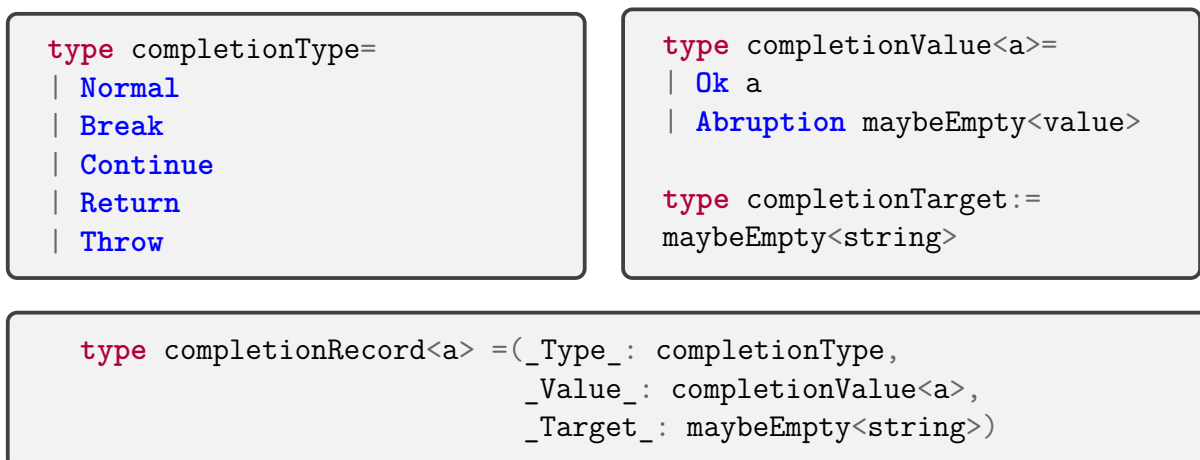 type completionType=
| Normal
| Break
| Continue
| Return
| Throw
type completionValue<a>=
| Ok a
| Abruption maybeEmpty<value>
type completionTarget:=
maybeEmpty<string>
type completionRecord<a> =(_Type_: completionType,
_Value_: completionValue<a>,
_Target_: maybeEmpty<string>)